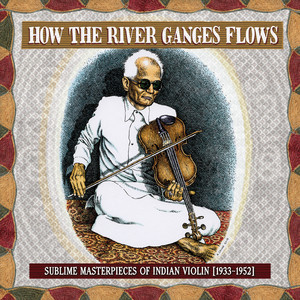 HOW THE RIVER GANGES FLOWS
SUBLIME MASTERPIECES OF INDIAN VIOLIN [1933-1952]